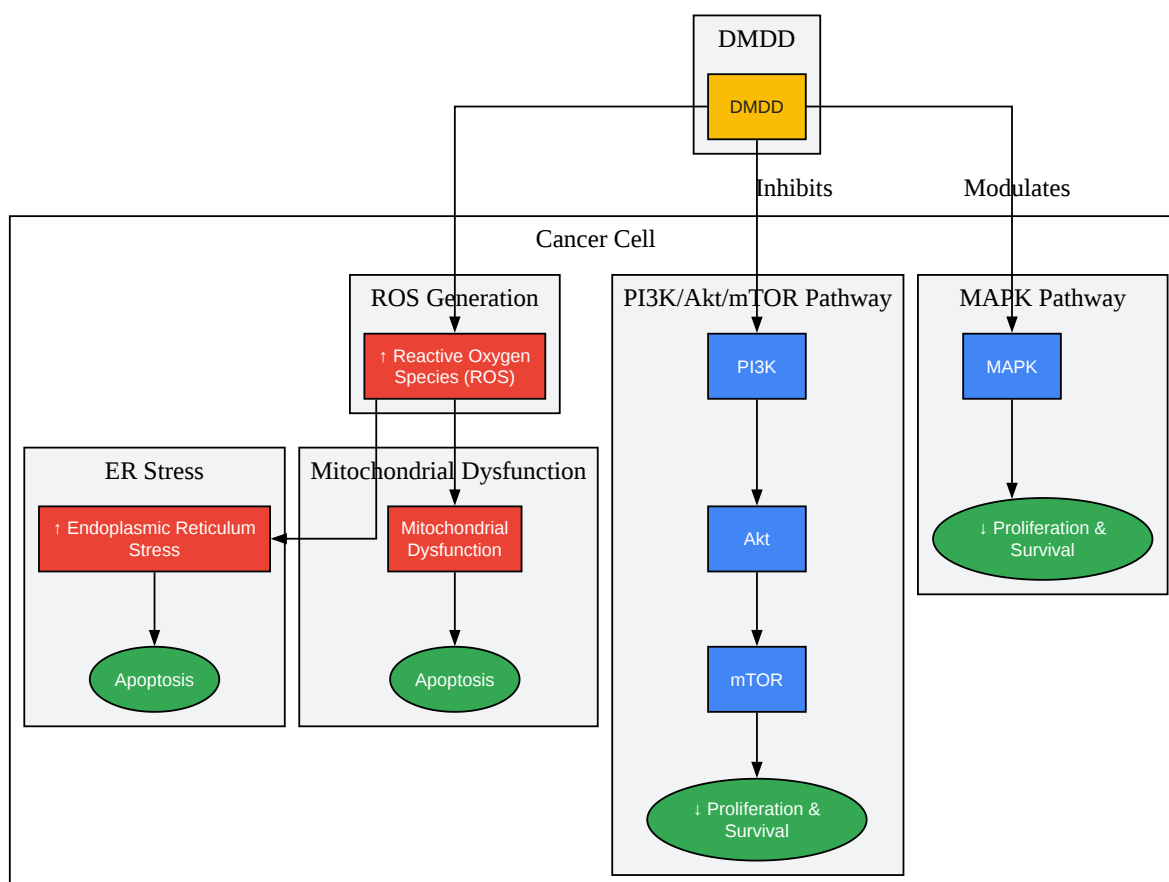 DMDD
DMDD
Inhibits
Modulates
Cancer Cell
ROS Generation
↑ Reactive Oxygen
Species (ROS)
PI3K/Akt/mTOR Pathway
PI3K
MAPK Pathway
MAPK
ER Stress
↑ Endoplasmic Reticulum
Stress
Apoptosis
Mitochondrial Dysfunction
Mitochondrial
Dysfunction
Apoptosis
Akt
mTOR
↓ Proliferation &
Survival
↓ Proliferation &
Survival